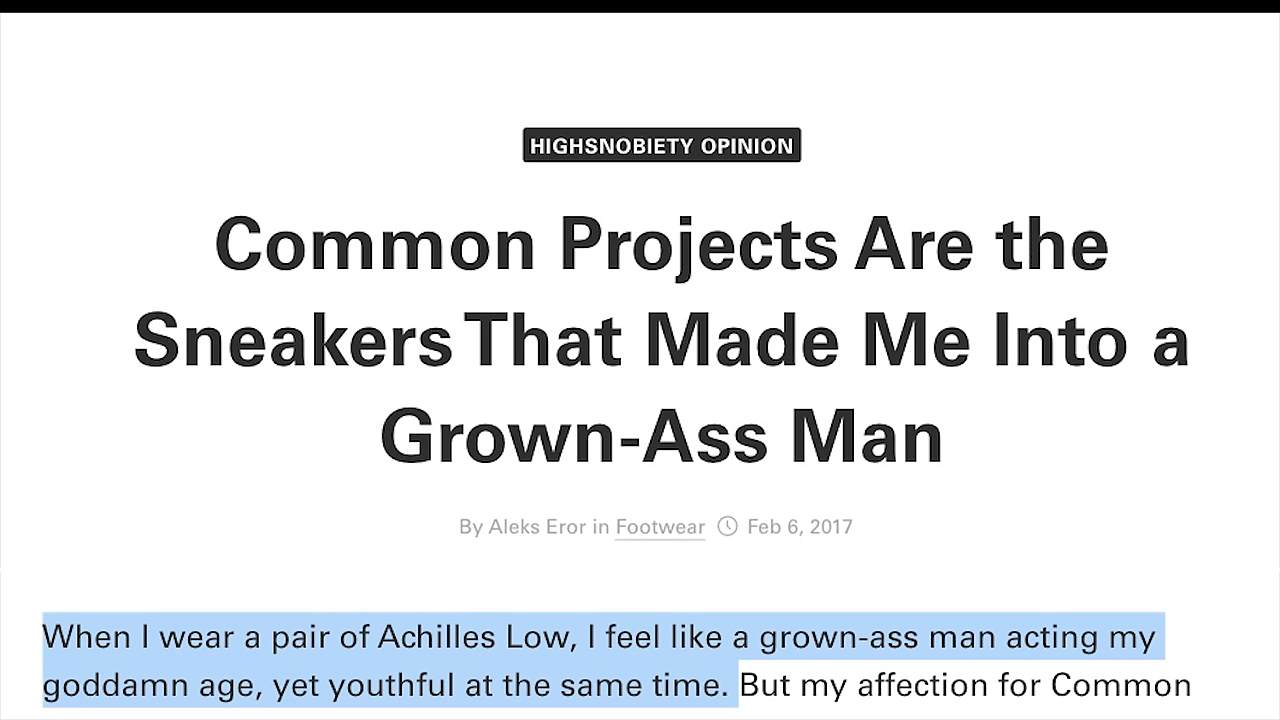 HIGHSNOBIETY OPINION
Common Projects Are the
Sneakers That Made Me Into a
Grown-Ass Man
By Aleks Eror in Footwear Feb 6, 2017
When I wear a pair of Achilles Low, I feel like a grown-ass man acting my
goddamn age, yet youthful at the same time. But my affection for Common